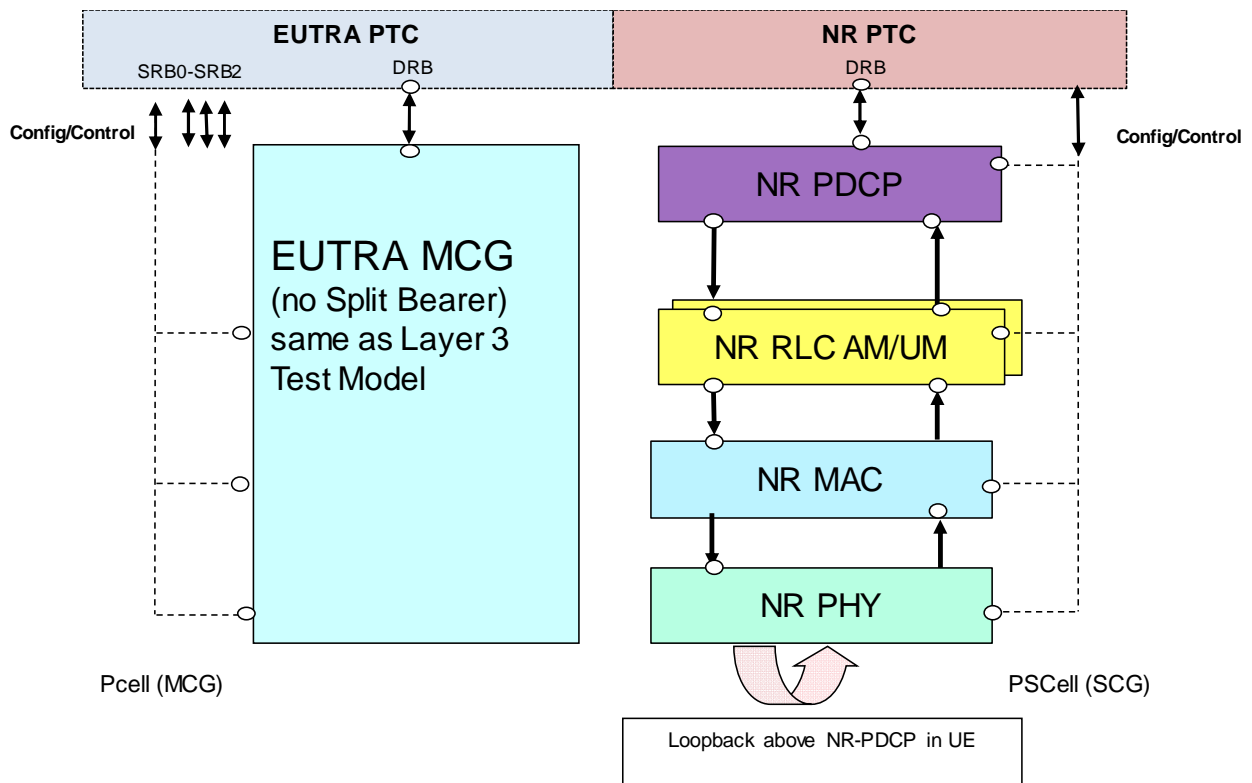 EUTRA PTC
NR PTC
SRB0-SRB2
DRB
DRB
Config/Control
Config/Control
EUTRA MCG
(no Split Bearer)
same as Layer 3
Test Model
NR PDCP
NR RLC AM/UM
NR MAC
NR PHY
Pcell (MCG)
PSCell (SCG)
Loopback above NR-PDCP in UE